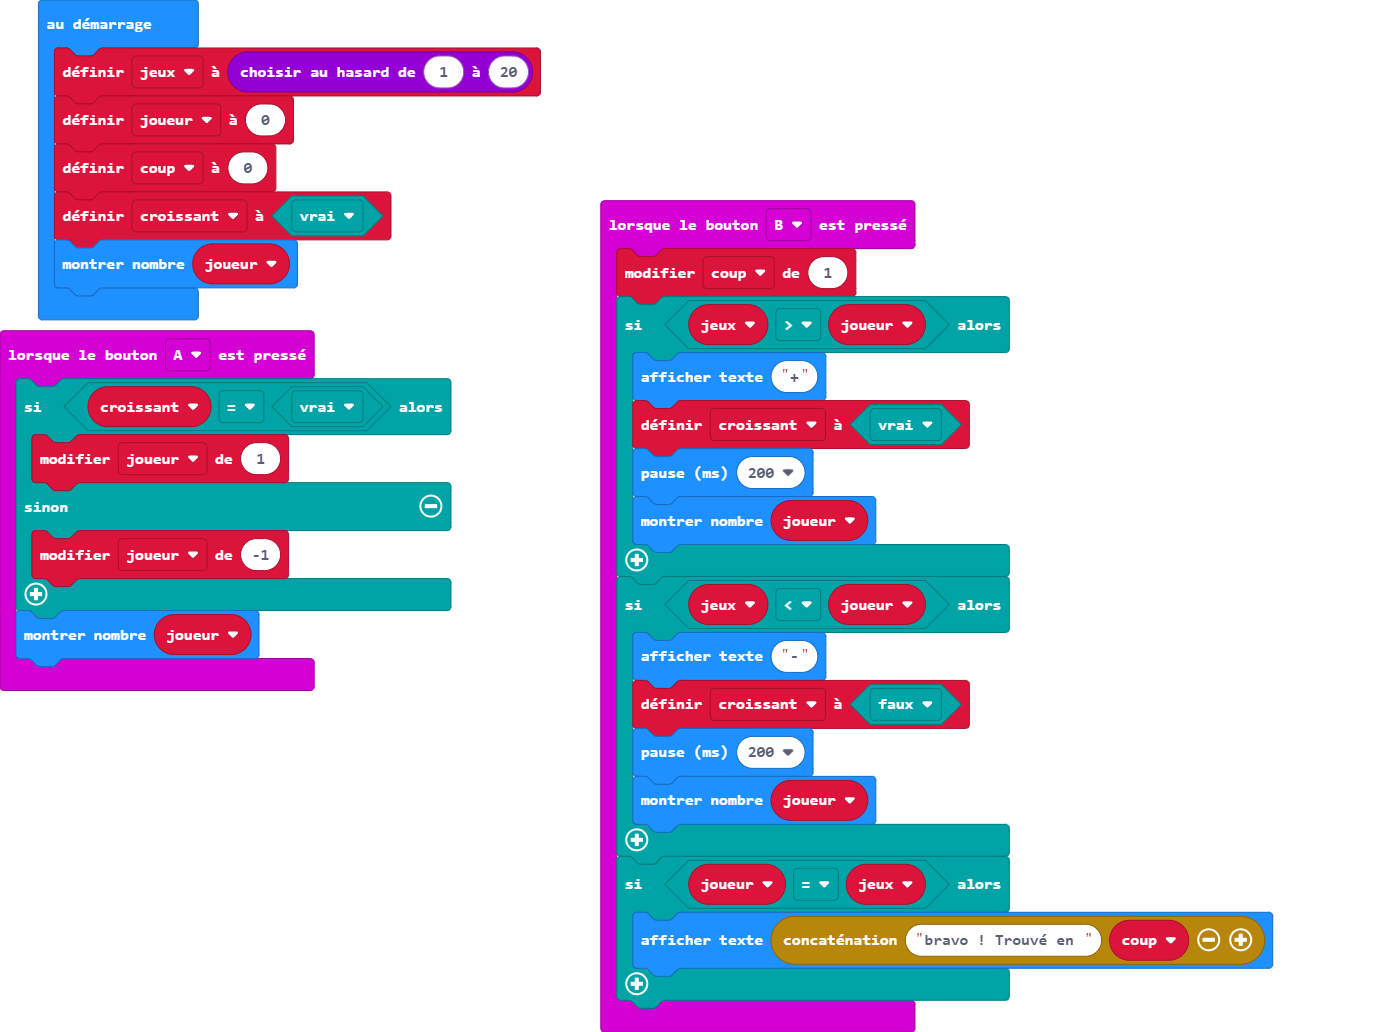 au démarrage
définir jeux à choisir au hasard de 1 à 20
définir joueur à 0
définir coup à 0
définir croissant à vrai
montrer nombre joueur
lorsque le bouton A est pressé
si croissant = vrai alors
modifier joueur de 1
sinon
modifier joueur de -1
montrer nombre joueur
lorsque le bouton B est pressé
modifier coup de 1
si jeux > joueur alors
afficher texte "+"
définir croissant à vrai
pause (ms) 200
montrer nombre joueur
si jeux < joueur alors
afficher texte "-"
définir croissant à faux
pause (ms) 200
montrer nombre joueur
si joueur = jeux alors
afficher texte concaténation "bravo ! Trouvé en " coup